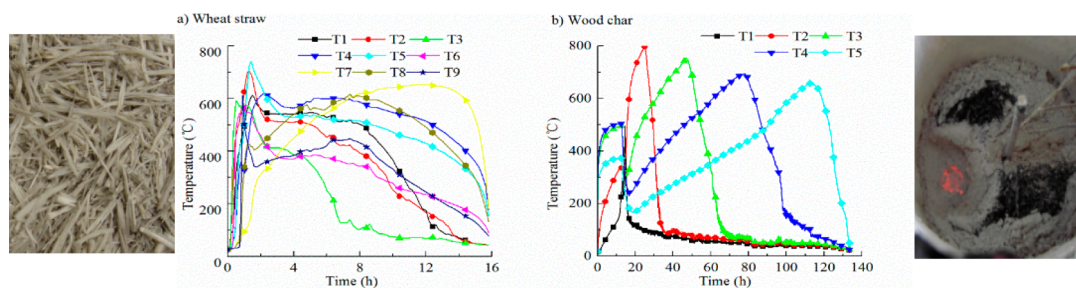 a) Wheat straw
T1 T2 T3
T4 T5 T6
T7 T8 T9
800
600
400
200
0
Temperature (℃)
0 4 8 12 16
Time (h)
b) Wood char
T1 T2 T3
T4 T5
800
600
400
200
0
Temperature (℃)
0 20 40 60 80 100 120 140
Time (h)